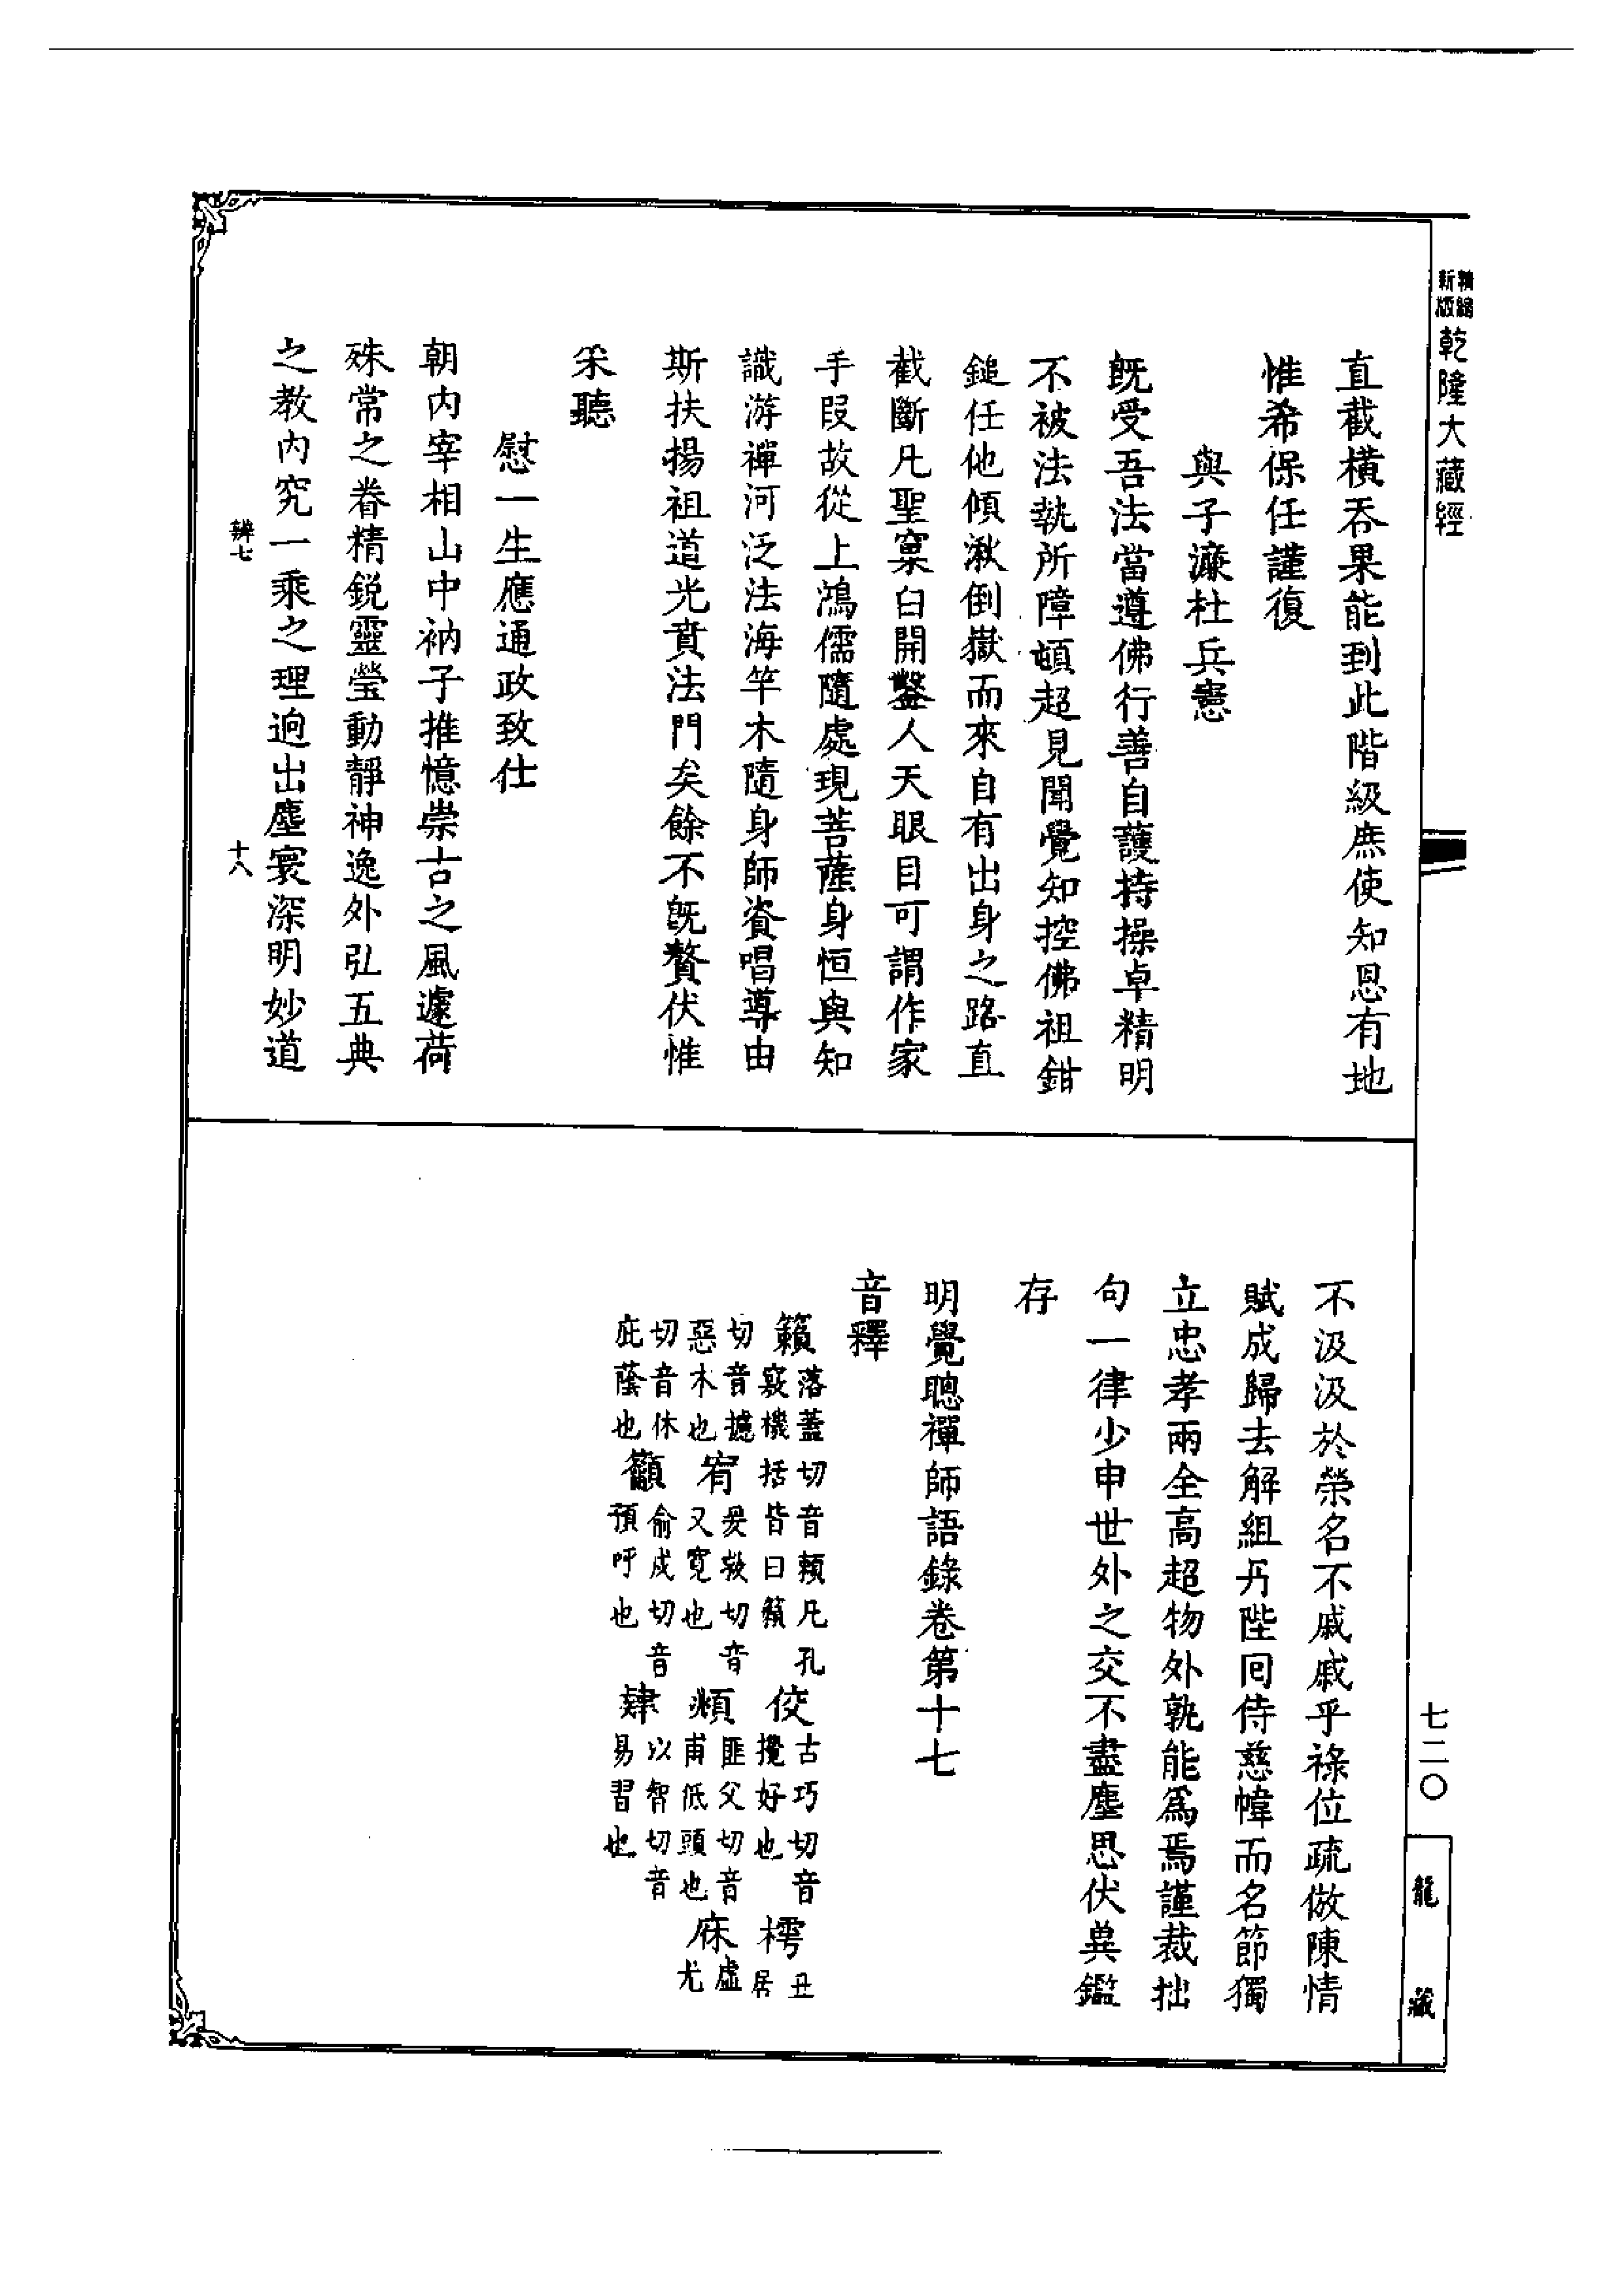 精縮
新版
乾隆大藏經
直截橫吞果能到此階級庶使知恩有地
惟希保任謹復
與子濂杜兵憲
既受吾法當遵佛行善自護持操卓精明
不被法執所障頓超見聞覺知控佛祖鉗
鎚任他傾湫倒嶽而來自有出身之路直
截斷凡聖窠臼開鑿人天眼目可謂作家
手段故從上鴻儒隨處現菩薩身恒與知
識游禪河泛法海竿木隨身師資唱導由
斯扶揚祖道光賁法門矣餘不既贅伏惟
采聽
慰一生應通政致仕
朝內宰相山中衲子推憶崇古之風遽荷
殊常之眷精銳靈瑩動靜神逸外弘五典
之教內究一乘之理逈出塵寰深明妙道
辨七
十八
不汲汲於榮名不戚戚乎祿位疏倣陳情
賦成歸去解組丹陛囘侍慈幃而名節獨
立忠孝兩全高超物外孰能為焉謹裁拙
句一律少申世外之交不盡塵思伏異鑑
存
明覺聰禪師語錄卷第十七
音釋
籟
落蓋切音賴凡孔
竅機括皆曰籟
佼
古巧切音
攪好也
樗
丑
居
切音攄
惡木也
宥
爰救切音
又寬也
頫
匪父切音
甫低頭也
庥
虛
尤
切音休
庇蔭也
籲
俞戍切音
預呼也
肄
以智切音
易習也
七二〇
龍藏